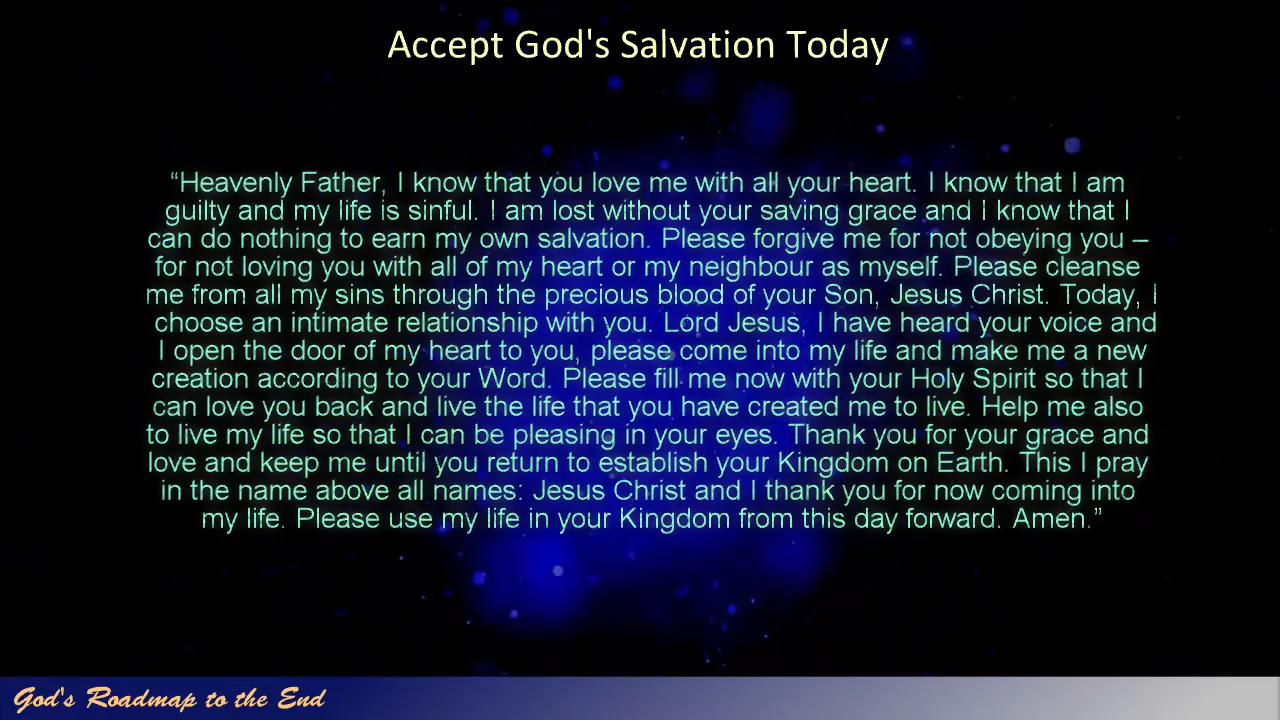 Accept God's Salvation Today
“Heavenly Father, I know that you love me with all your heart. I know that I am
guilty and my life is sinful. I am lost without your saving grace and I know that I
can do nothing to earn my own salvation. Please forgive me for not obeying you –
for not loving you with all of my heart or my neighbour as myself. Please cleanse
me from all my sins through the precious blood of your Son, Jesus Christ. Today, I
choose an intimate relationship with you. Lord Jesus, I have heard your voice and
I open the door of my heart to you, please come into my life and make me a new
creation according to your Word. Please fill me now with your Holy Spirit so that I
can love you back and live the life that you have created me to live. Help me also
to live my life so that I can be pleasing in your eyes. Thank you for your grace and
love and keep me until you return to establish your Kingdom on Earth. This I pray
in the name above all names: Jesus Christ and I thank you for now coming into
my life. Please use my life in your Kingdom from this day forward. Amen.”
God's Roadmap to the End